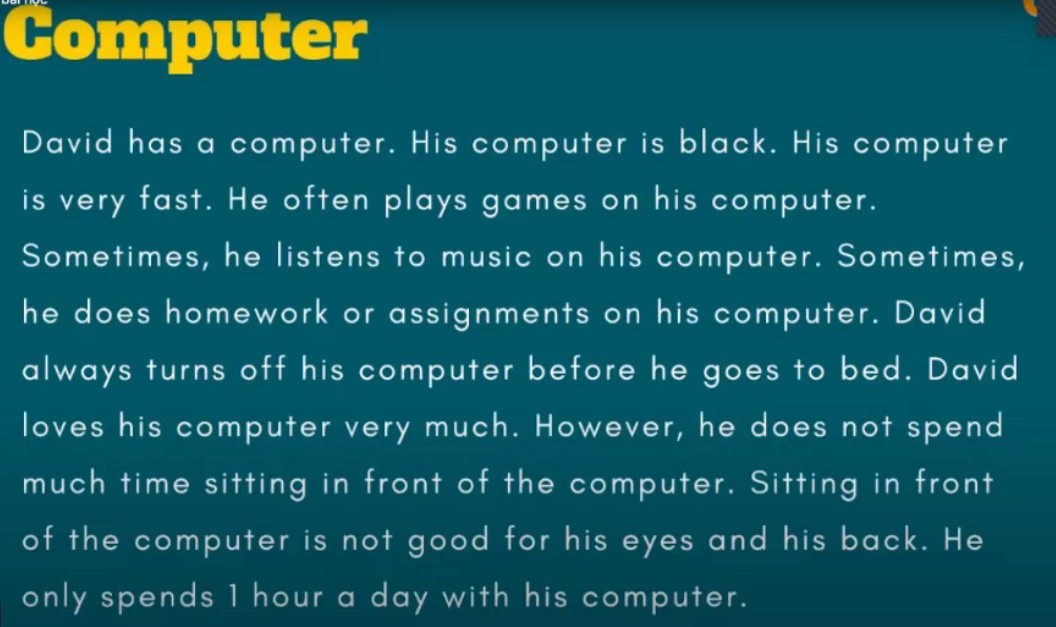 bài học
Computer
David has a computer. His computer is black. His computer
is very fast. He often plays games on his computer.
Sometimes, he listens to music on his computer. Sometimes,
he does homework or assignments on his computer. David
always turns off his computer before he goes to bed. David
loves his computer very much. However, he does not spend
much time sitting in front of the computer. Sitting in front
of the computer is not good for his eyes and his back. He
only spends 1 hour a day with his computer.